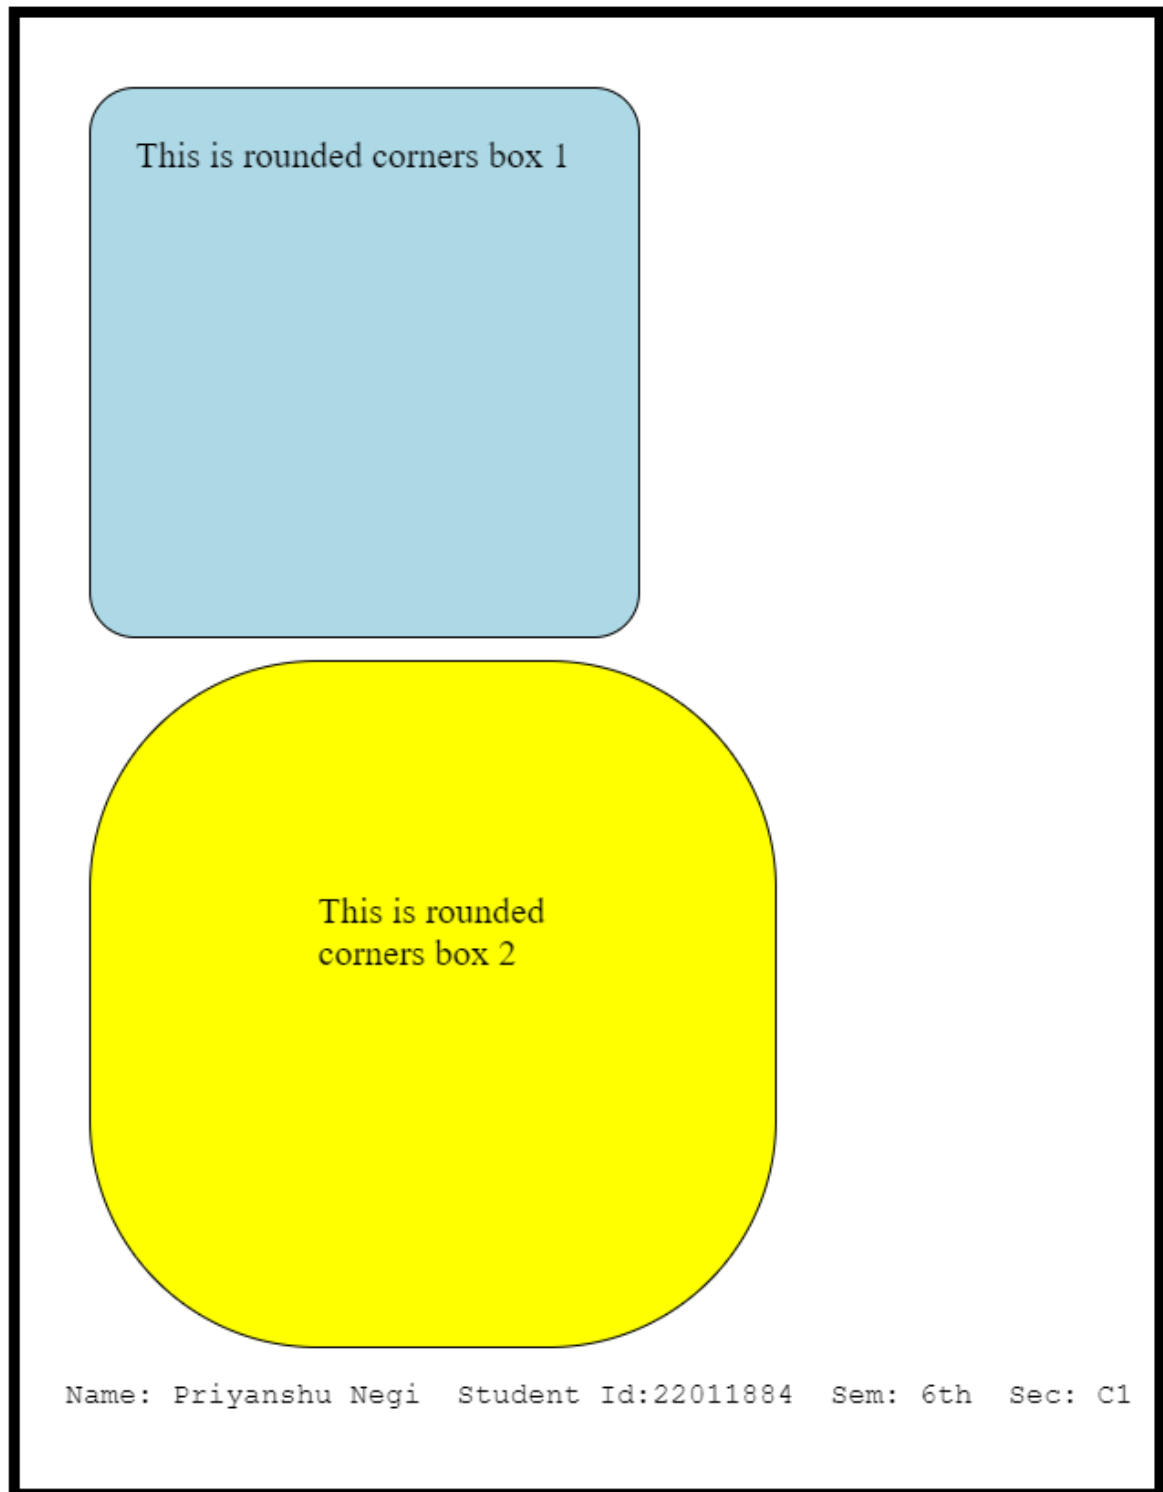 This is rounded corners box 1
This is rounded
corners box 2
Name: Priyanshu Negi  Student Id:22011884  Sem: 6th  Sec: C1